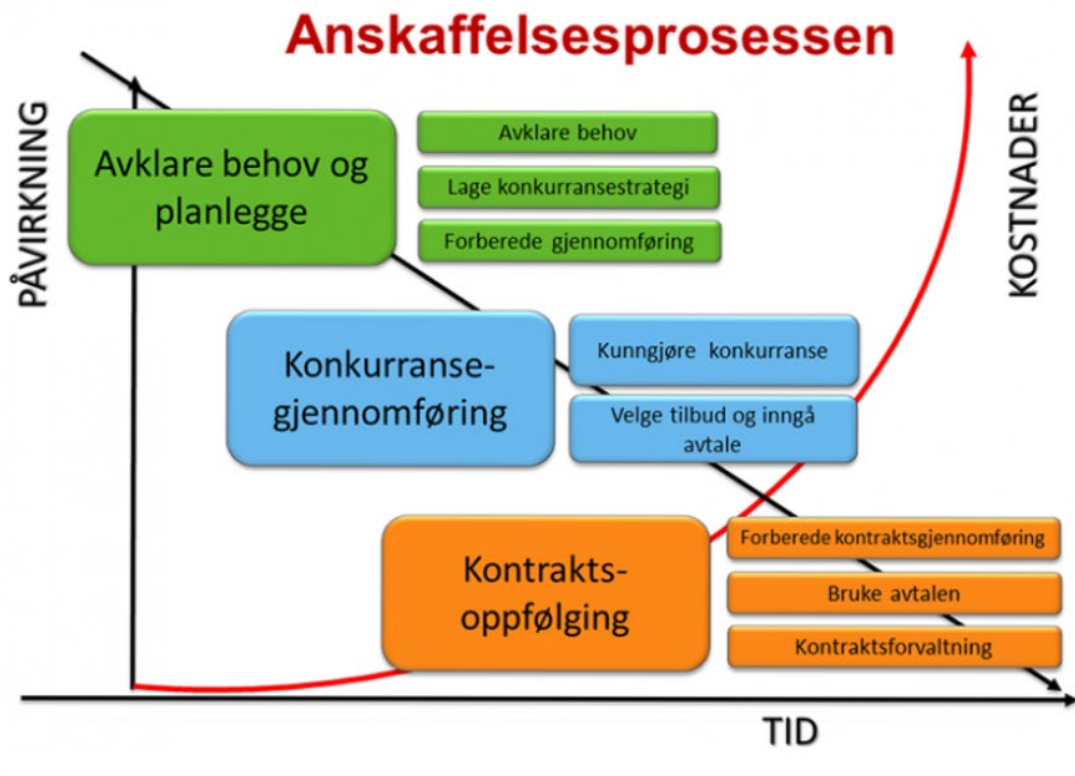 Anskaffelsesprosessen
PÅVIRKNING
KOSTNADER
Avklare behov og
planlegge
Avklare behov
Lage konkurransestrategi
Forberede gjennomføring
Konkurranse-
gjennomføring
Kunngjøre konkurranse
Velge tilbud og inngå
avtale
Kontrakts-
oppfølging
Forberede kontraktsgjennomføring
Bruke avtalen
Kontraktsforvaltning
TID